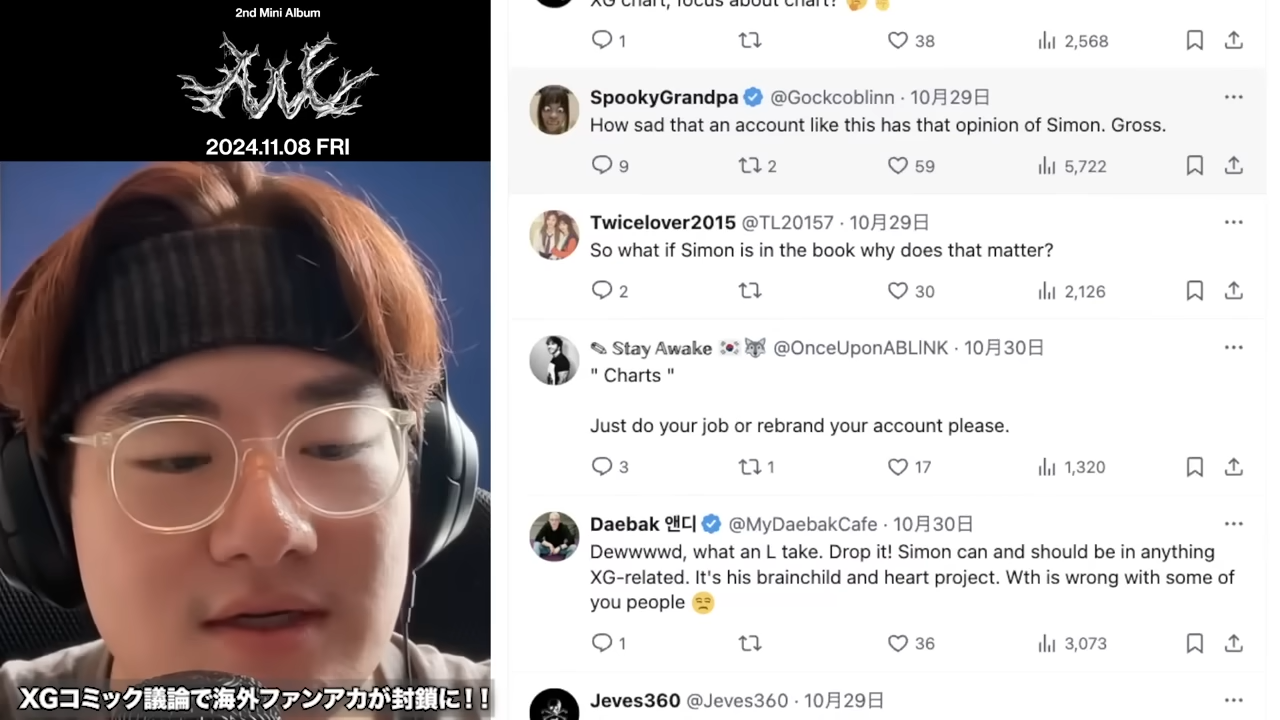 2nd Mini Album
AWE
2024.11.08 FRI
XGコミック議論で海外ファンアカが封鎖に!!
XG chart, focus about chart? 🤔
1 38 2,568
SpookyGrandpa @Gockcoblinn · 10月29日
How sad that an account like this has that opinion of Simon. Gross.
9 2 59 5,722
Twicelover2015 @TL20157 · 10月29日
So what if Simon is in the book why does that matter?
2 30 2,126
✎ 𝕊𝕥𝕒𝕪 𝔸𝕨𝕒𝕜𝕖 🇰🇷🐺 @OnceUponABLINK · 10月30日
" Charts "
Just do your job or rebrand your account please.
3 1 17 1,320
Daebak 앤디 @MyDaebakCafe · 10月30日
Dewwwwd, what an L take. Drop it! Simon can and should be in anything
XG-related. It's his brainchild and heart project. Wth is wrong with some of
you people 😒
1 36 3,073
Jeves360 @Jeves360 · 10月29日